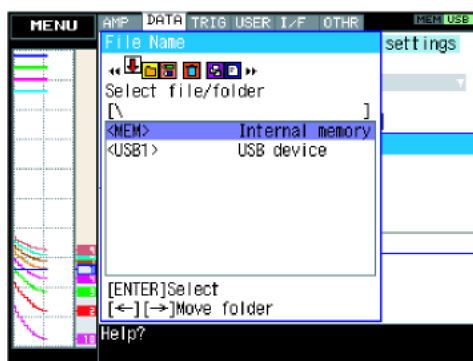 MENU AMP DATA TRIG USER I/F OTHR MEM USB
File Name settings
Select file/folder
[\ ]
<MEM> Internal memory
<USB1> USB device
[ENTER]Select
[←][→]Move folder
Help?